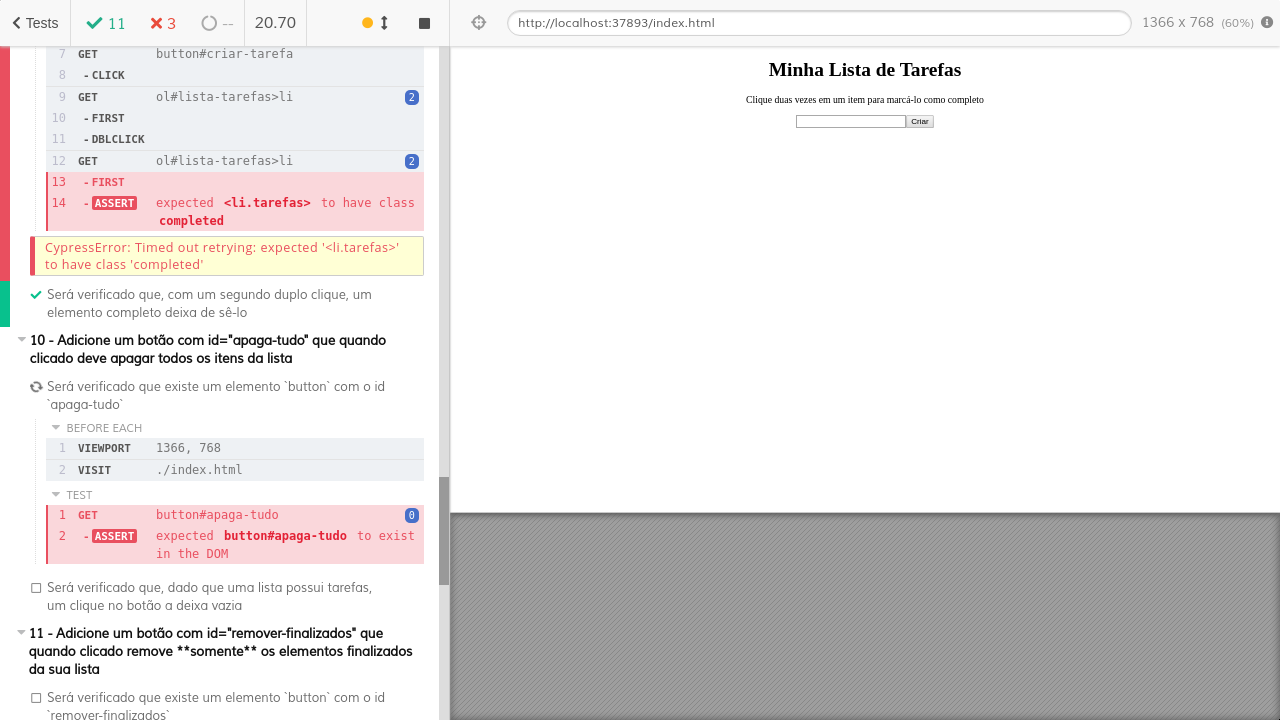 Tests
11
3
--
20.70
http://localhost:37893/index.html
1366 x 768 (60%)
7 GET button#criar-tarefa
8 - CLICK
9 GET ol#lista-tarefas>li 2
10 - FIRST
11 - DBLCLICK
12 GET ol#lista-tarefas>li 2
13 - FIRST
14 - ASSERT expected <li.tarefas> to have class
completed
CypressError: Timed out retrying: expected '<li.tarefas>'
to have class 'completed'
Será verificado que, com um segundo duplo clique, um
elemento completo deixa de sê-lo
10 - Adicione um botão com id="apaga-tudo" que quando
clicado deve apagar todos os itens da lista
Será verificado que existe um elemento `button` com o id
`apaga-tudo`
BEFORE EACH
1 VIEWPORT 1366, 768
2 VISIT ./index.html
TEST
1 GET button#apaga-tudo 0
2 - ASSERT expected button#apaga-tudo to exist
in the DOM
Será verificado que, dado que uma lista possui tarefas,
um clique no botão a deixa vazia
11 - Adicione um botão com id="remover-finalizados" que
quando clicado remove **somente** os elementos finalizados
da sua lista
Será verificado que existe um elemento `button` com o id
`remover-finalizados`
Minha Lista de Tarefas
Clique duas vezes em um item para marcá-lo como completo
Criar